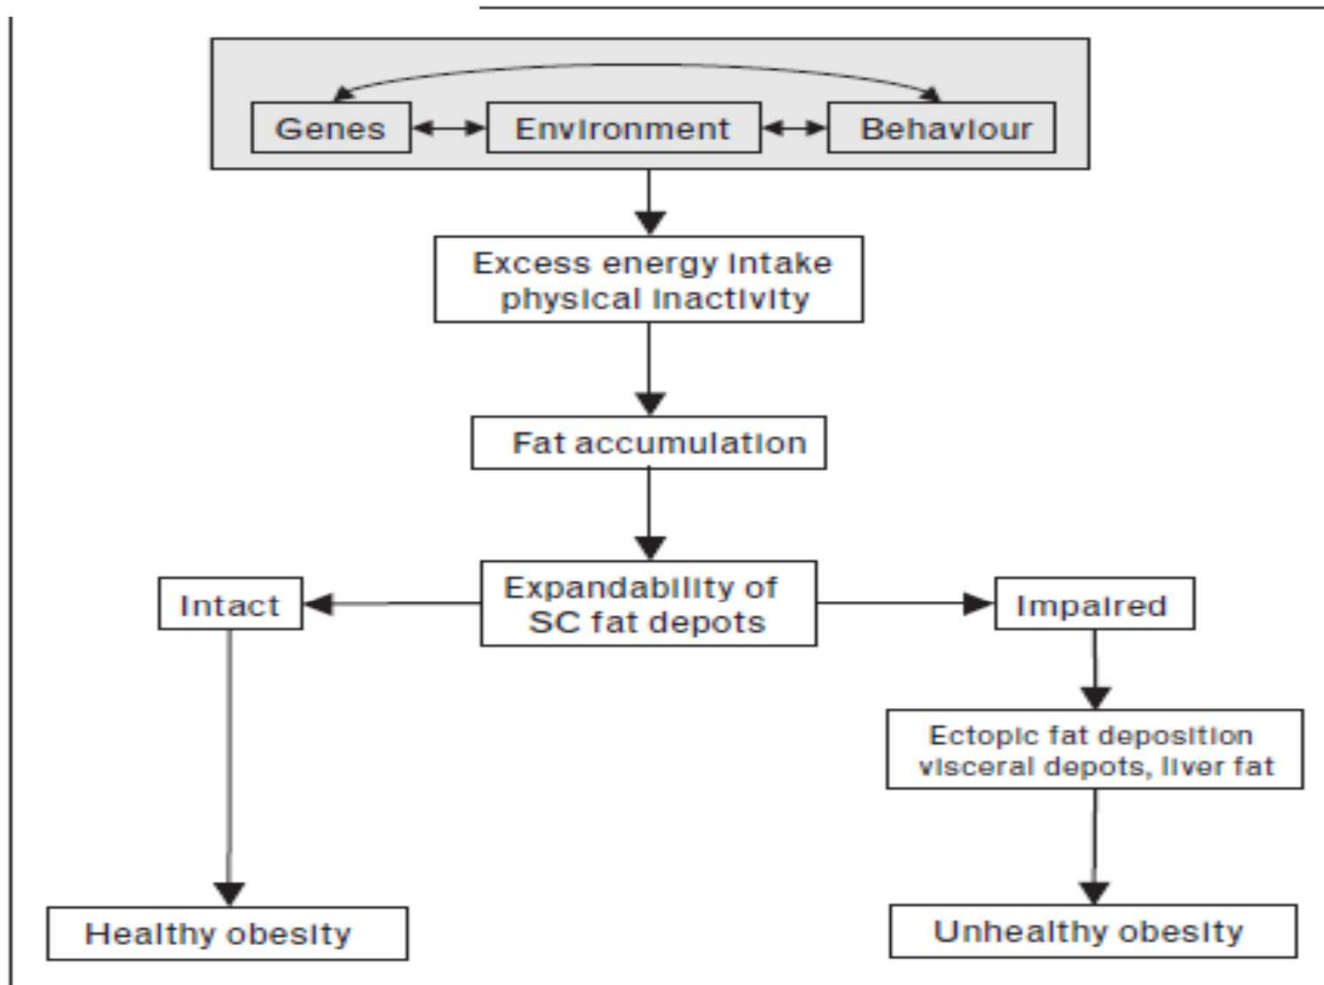 Genes
Environment
Behaviour
Excess energy intake
physical inactivity
Fat accumulation
Intact
Expandability of
SC fat depots
Impaired
Ectopic fat deposition
visceral depots, liver fat
Healthy obesity
Unhealthy obesity